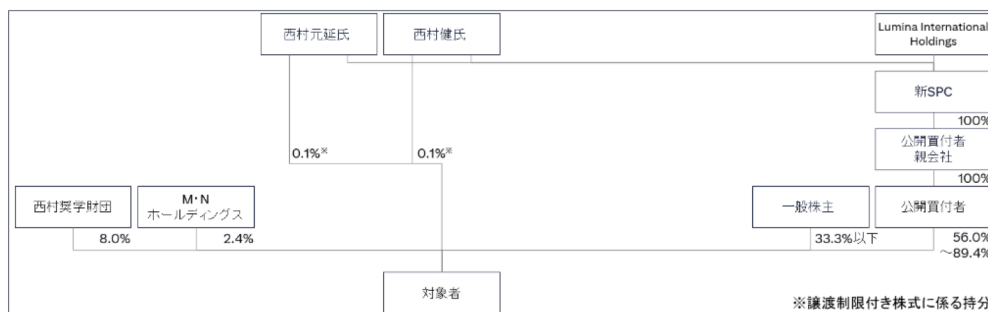 西村元延氏
西村健氏
Lumina International
Holdings
新SPC
100%
公開買付者
親会社
100%
0.1%※
0.1%※
西村奨学財団
M・N
ホールディングス
一般株主
公開買付者
8.0%
2.4%
33.3%以下
56.0%
～89.4%
対象者
※譲渡制限付き株式に係る持分